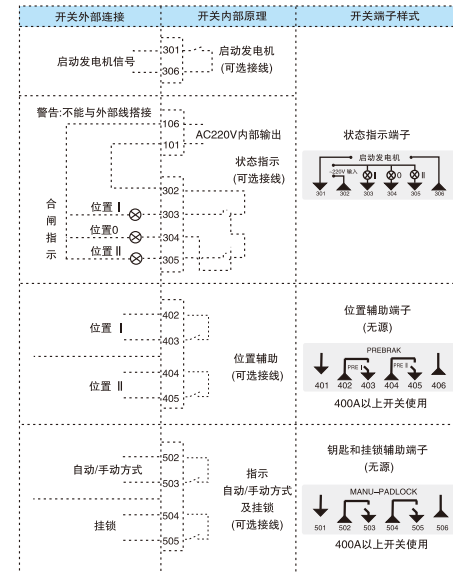 开关外部连接 开关内部原理 开关端子样式
启动发电机信号
301
306
启动发电机
(可选接线)
警告:不能与外部线搭接
106
101
AC220V内部输出
302
303
304
305
状态指示
(可选接线)
合闸指示
位置 I
位置0
位置 II
状态指示端子
启动发电机
~220V 输入 I 0 II
301 302 303 304 305 306
位置 I
位置 II
402
403
404
405
位置辅助
(可选接线)
位置辅助端子
(无源)
PREBRAK
PRE I PRE II
401 402 403 404 405 406
400A以上开关使用
自动/手动方式
挂锁
502
503
504
505
指示
自动/手动方式
及挂锁
(可选接线)
钥匙和挂锁辅助端子
(无源)
MANU-PADLOCK
501 502 503 504 505 506
400A以上开关使用